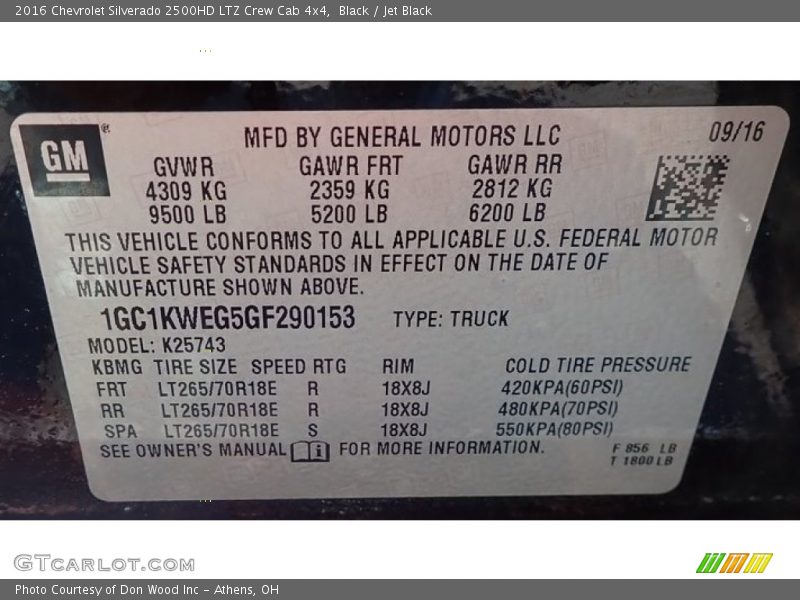 2016 Chevrolet Silverado 2500HD LTZ Crew Cab 4x4,  Black / Jet Black
GM
MFD BY GENERAL MOTORS LLC
09/16
GVWR GAWR FRT GAWR RR
4309 KG 2359 KG 2812 KG
9500 LB 5200 LB 6200 LB
THIS VEHICLE CONFORMS TO ALL APPLICABLE U.S. FEDERAL MOTOR
VEHICLE SAFETY STANDARDS IN EFFECT ON THE DATE OF
MANUFACTURE SHOWN ABOVE.
1GC1KWEG5GF290153 TYPE: TRUCK
MODEL: K25743
KBMG TIRE SIZE SPEED RTG RIM COLD TIRE PRESSURE
FRT LT265/70R18E R 18X8J 420KPA(60PSI)
RR LT265/70R18E R 18X8J 480KPA(70PSI)
SPA LT265/70R18E S 18X8J 550KPA(80PSI)
SEE OWNER'S MANUAL FOR MORE INFORMATION.
F 856 LB
T 1800 LB
GTcarlot.com
Photo Courtesy of Don Wood Inc - Athens, OH